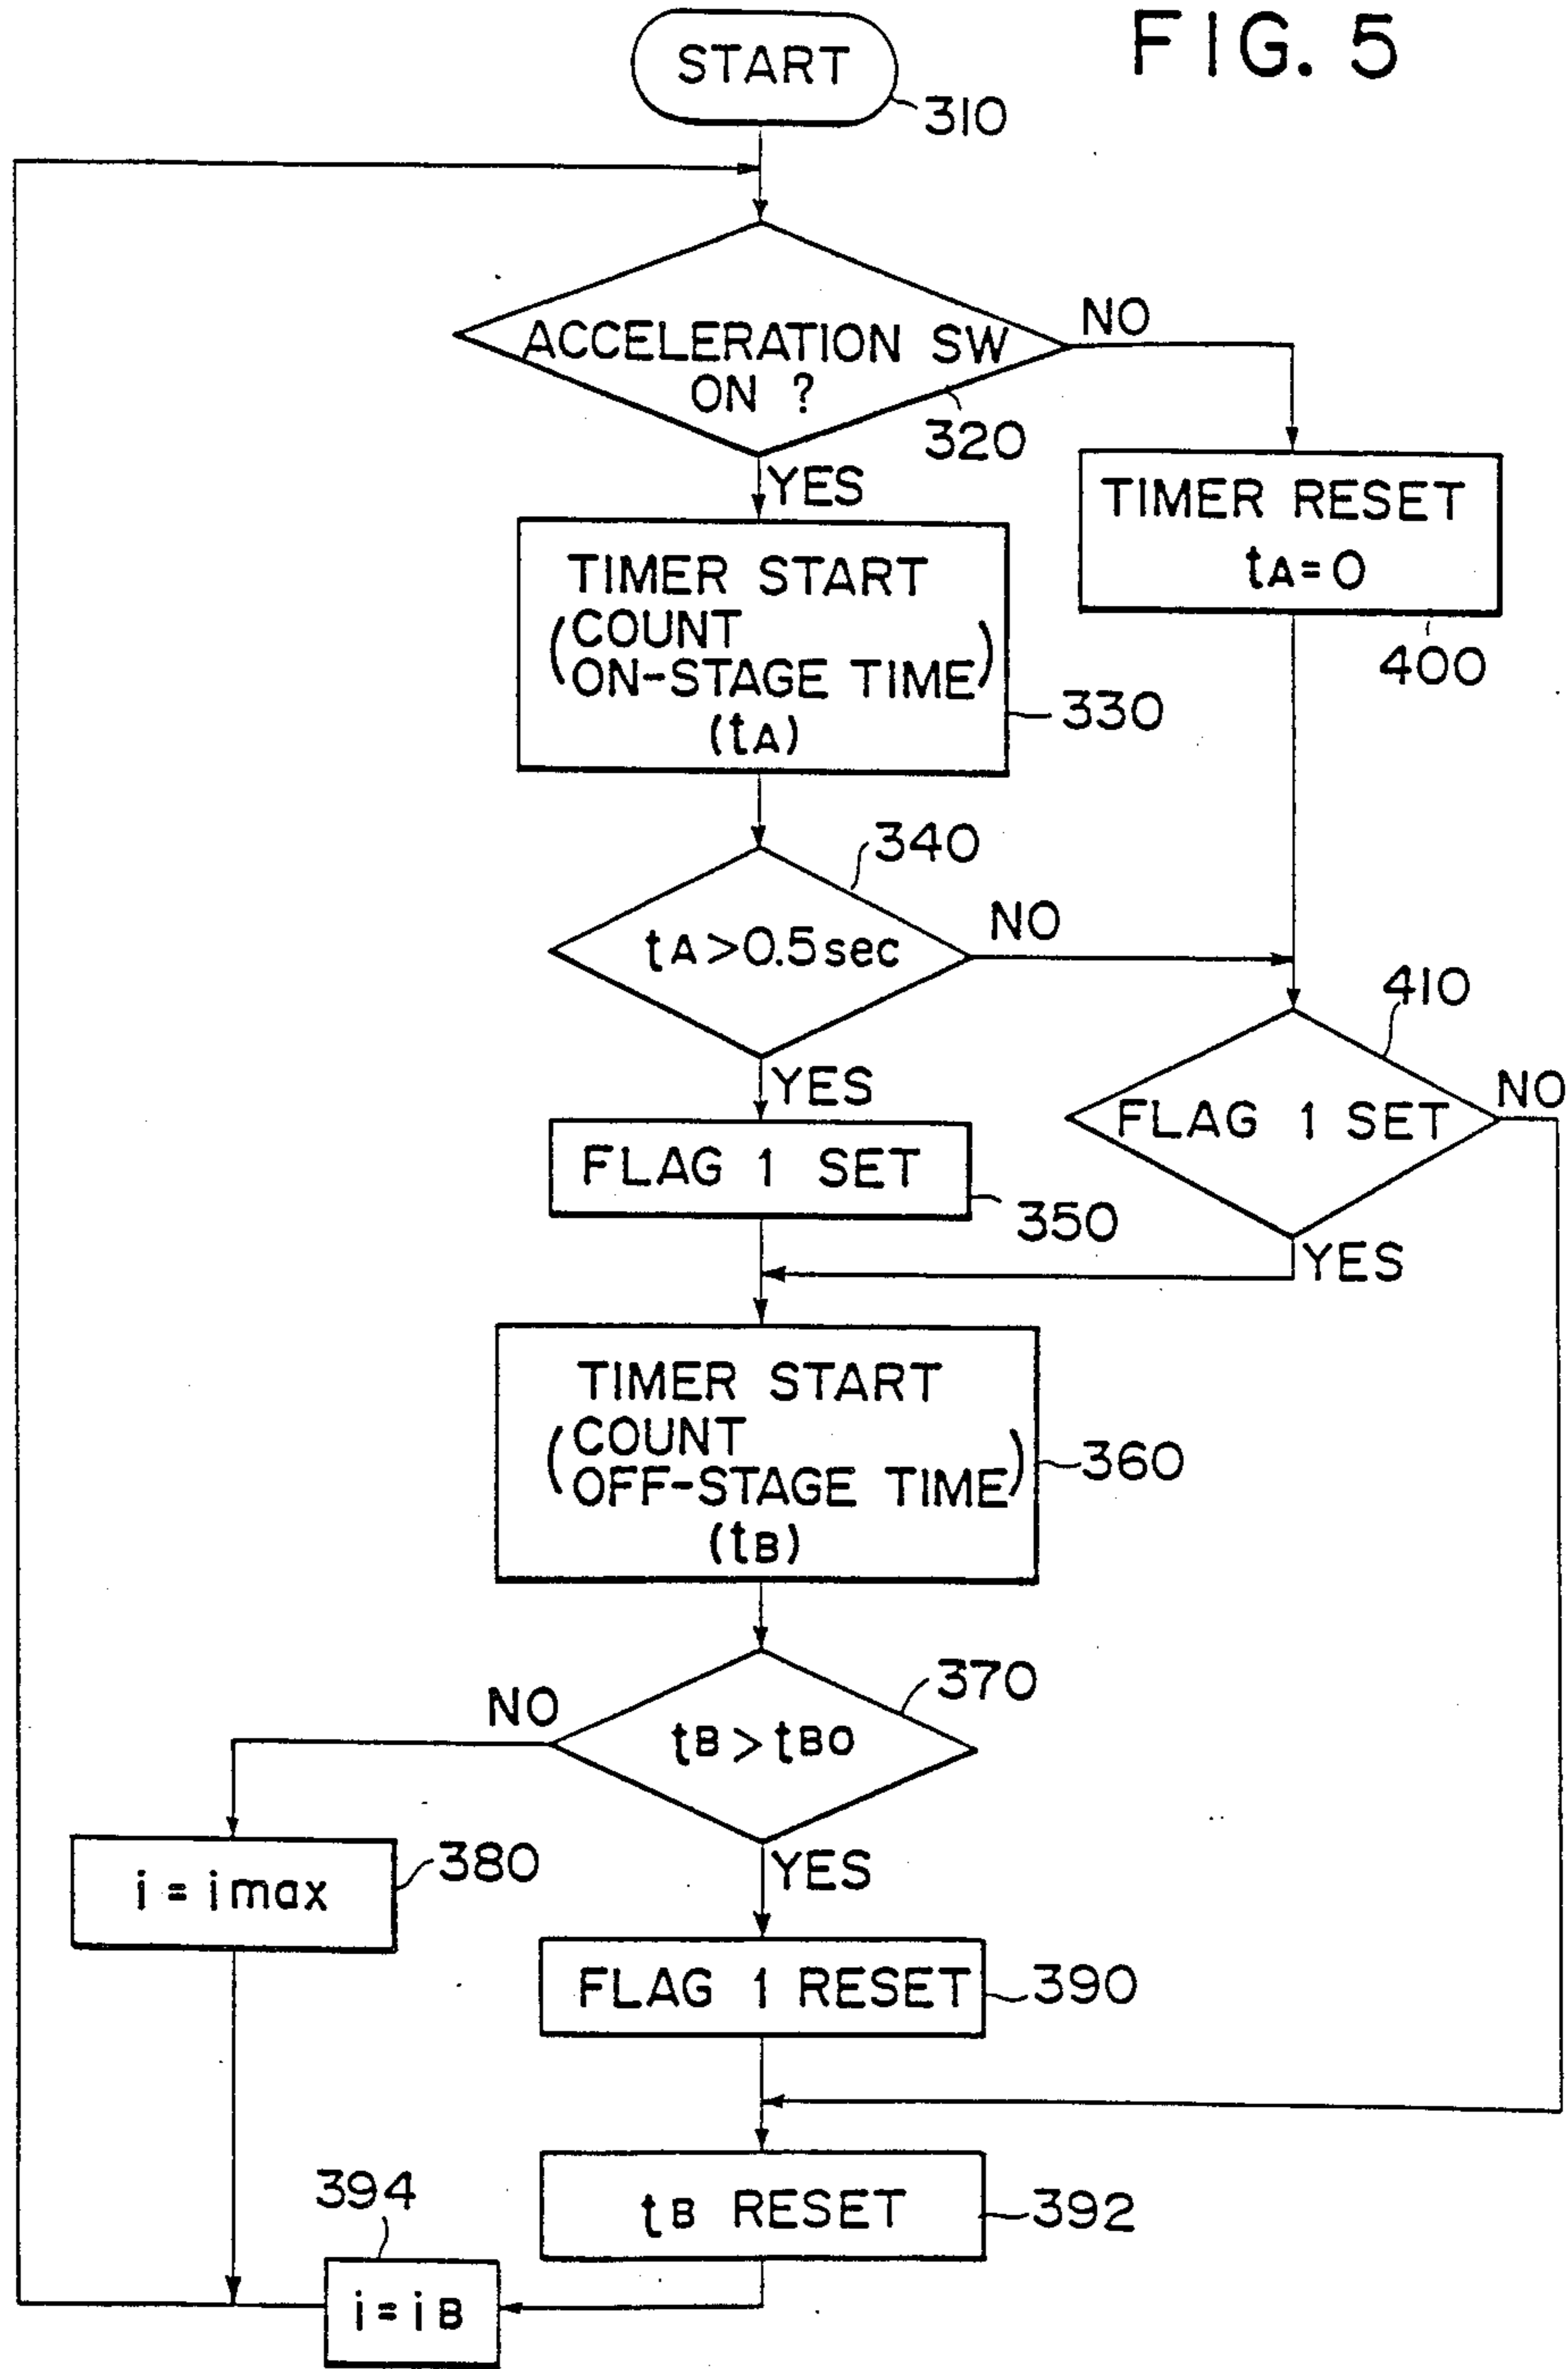 FIG. 5
START
310
ACCELERATION SW
ON ?
320
NO
YES
TIMER RESET
tA=0
400
TIMER START
(COUNT
ON-STAGE TIME)
(tA)
330
340
tA>0.5sec
NO
YES
410
FLAG 1 SET
NO
YES
FLAG 1 SET
350
TIMER START
(COUNT
OFF-STAGE TIME)
(tB)
360
370
tB>tBO
NO
YES
i=imax
380
FLAG 1 RESET
390
tB RESET
392
394
i=iB